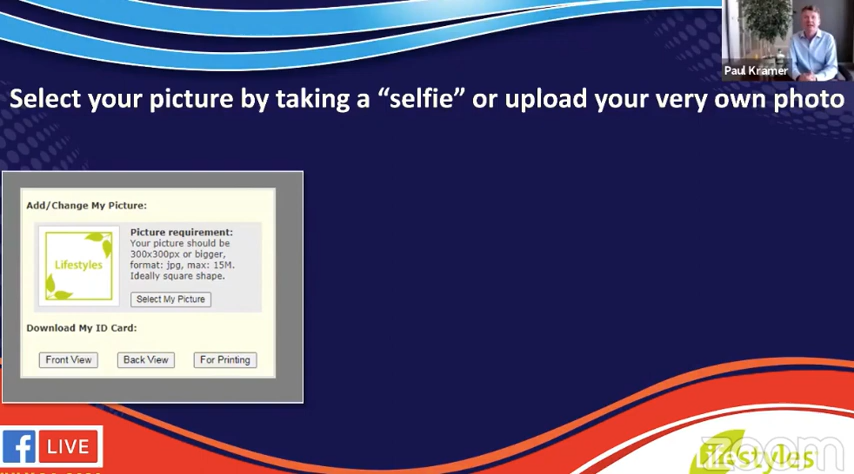 Paul Kramer
Select your picture by taking a “selfie” or upload your very own photo
Add/Change My Picture:
Lifestyles
Picture requirement:
Your picture should be
300x300px or bigger,
format: jpg, max: 15M.
Ideally square shape.
Select My Picture
Download My ID Card:
Front View
Back View
For Printing
f LIVE
Lifestyles
zoom